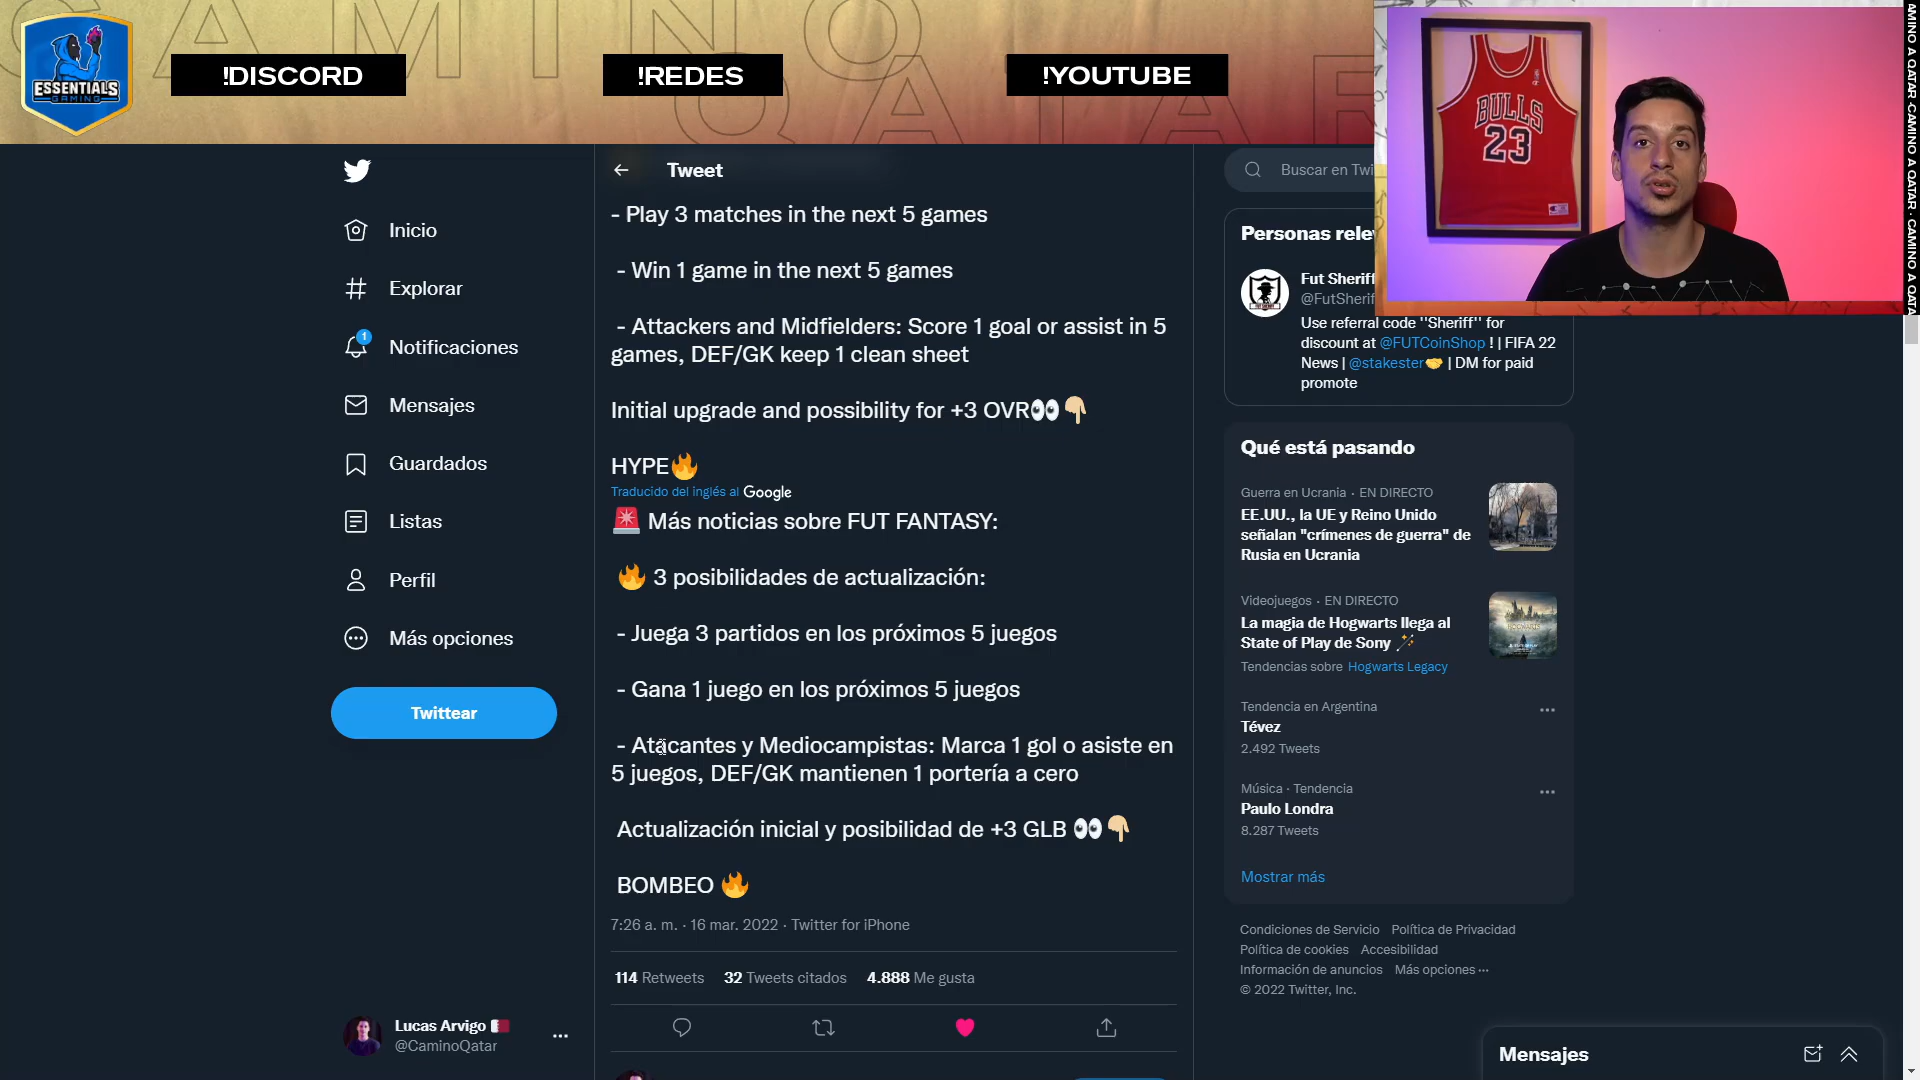 CAMINO
QATAR
ESSENTIALS
GAMING
!DISCORD
!REDES
!YOUTUBE
BULLS
23
AMINO A QATAR · CAMINO A QATAR · CAMINO A QATA
Inicio
Explorar
1
Notificaciones
Mensajes
Guardados
Listas
Perfil
Más opciones
Twittear
Lucas Arvigo
@CaminoQatar
Tweet
- Play 3 matches in the next 5 games
- Win 1 game in the next 5 games
- Attackers and Midfielders: Score 1 goal or assist in 5
games, DEF/GK keep 1 clean sheet
Initial upgrade and possibility for +3 OVR👀👇🏼
HYPE🔥
Traducido del inglés al Google
🚨 Más noticias sobre FUT FANTASY:
🔥 3 posibilidades de actualización:
- Juega 3 partidos en los próximos 5 juegos
- Gana 1 juego en los próximos 5 juegos
- Atacantes y Mediocampistas: Marca 1 gol o asiste en
5 juegos, DEF/GK mantienen 1 portería a cero
Actualización inicial y posibilidad de +3 GLB 👀👇🏼
BOMBEO 🔥
7:26 a. m. · 16 mar. 2022 · Twitter for iPhone
114 Retweets 32 Tweets citados 4.888 Me gusta
Buscar en Twi
Personas rele
Fut Sheriff
@FutSherif
Use referral code ''Sheriff'' for
discount at @FUTCoinShop ! | FIFA 22
News | @stakester🤝 | DM for paid
promote
Qué está pasando
Guerra en Ucrania · EN DIRECTO
EE.UU., la UE y Reino Unido
señalan "crímenes de guerra" de
Rusia en Ucrania
Videojuegos · EN DIRECTO
La magia de Hogwarts llega al
State of Play de Sony 🪄
Tendencias sobre Hogwarts Legacy
Tendencia en Argentina
Tévez
2.492 Tweets
Música · Tendencia
Paulo Londra
8.287 Tweets
Mostrar más
Condiciones de Servicio Política de Privacidad
Política de cookies Accesibilidad
Información de anuncios Más opciones ···
© 2022 Twitter, Inc.
Mensajes